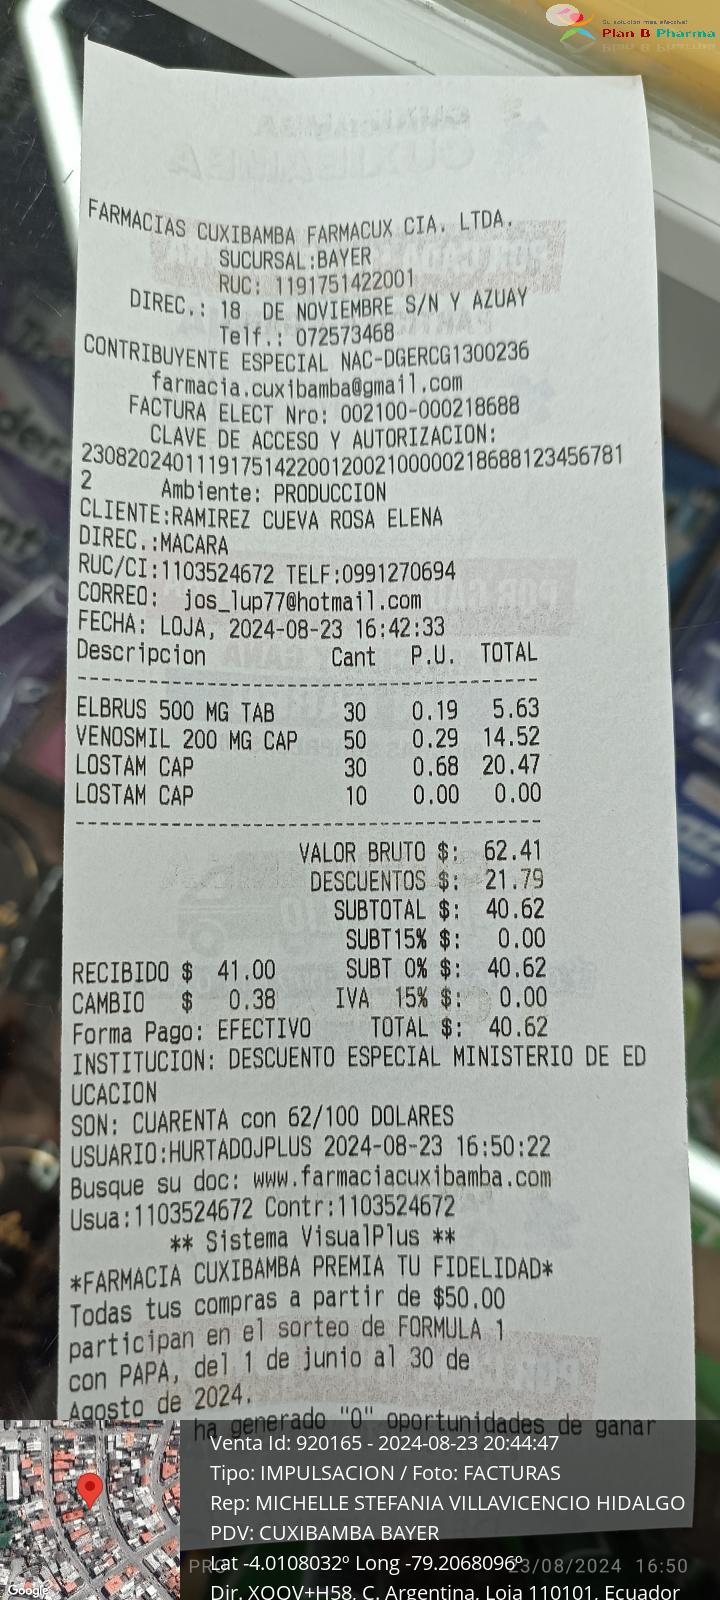 Su solución más efectiva!
Plan B Pharma
FARMACIAS CUXIBAMBA FARMACUX CIA. LTDA.
SUCURSAL:BAYER
RUC: 1191751422001
DIREC.: 18 DE NOVIEMBRE S/N Y AZUAY
Telf.: 072573468
CONTRIBUYENTE ESPECIAL NAC-DGERCG1300236
farmacia.cuxibamba@gmail.com
FACTURA ELECT Nro: 002100-000218688
CLAVE DE ACCESO Y AUTORIZACION:
230820240111917514220012002100000218688123456781
2 Ambiente: PRODUCCION
CLIENTE:RAMIREZ CUEVA ROSA ELENA
DIREC.:MACARA
RUC/CI:1103524672 TELF:0991270694
CORREO: jos_lup77@hotmail.com
FECHA: LOJA, 2024-08-23 16:42:33
Descripcion Cant P.U. TOTAL
----------------------------------------
ELBRUS 500 MG TAB 30 0.19 5.63
VENOSMIL 200 MG CAP 50 0.29 14.52
LOSTAM CAP 30 0.68 20.47
LOSTAM CAP 10 0.00 0.00
----------------------------------------
VALOR BRUTO $: 62.41
DESCUENTOS $: 21.79
SUBTOTAL $: 40.62
SUBT15% $: 0.00
RECIBIDO $ 41.00 SUBT 0% $: 40.62
CAMBIO $ 0.38 IVA 15% $: 0.00
Forma Pago: EFECTIVO TOTAL $: 40.62
INSTITUCION: DESCUENTO ESPECIAL MINISTERIO DE ED
UCACION
SON: CUARENTA con 62/100 DOLARES
USUARIO:HURTADOJPLUS 2024-08-23 16:50:22
Busque su doc: www.farmaciacuxibamba.com
Usua:1103524672 Contr:1103524672
** Sistema VisualPlus **
*FARMACIA CUXIBAMBA PREMIA TU FIDELIDAD*
Todas tus compras a partir de $50.00
participan en el sorteo de FORMULA 1
con PAPA, del 1 de junio al 30 de
Agosto de 2024.
ha generado "0" oportunidades de ganar
Venta Id: 920165 - 2024-08-23 20:44:47
Tipo: IMPULSACION / Foto: FACTURAS
Rep: MICHELLE STEFANIA VILLAVICENCIO HIDALGO
PDV: CUXIBAMBA BAYER
Lat -4.0108032º Long -79.2068096º
23/08/2024 16:50
Dir. XQQV+H58, C. Argentina, Loja 110101, Ecuador
Google